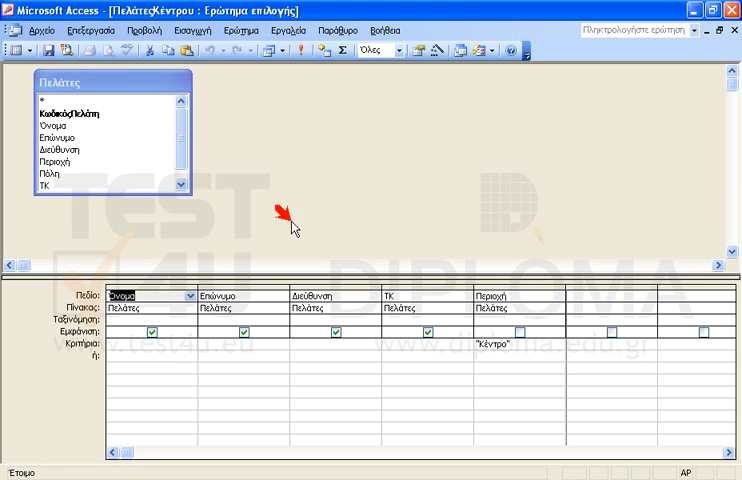 Microsoft Access - [ΠελάτεςΚέντρου : Ερώτημα επιλογής]
Αρχείο Επεξεργασία Προβολή Εισαγωγή Ερώτημα Εργαλεία Παράθυρο Βοήθεια Πληκτρολογήστε ερώτηση
Όλες
Πελάτες
*
ΚωδικόςΠελάτη
Όνομα
Επώνυμο
Διεύθυνση
Περιοχή
Πόλη
ΤΚ
TEST
4U DIPLOMA
Πεδίο: Όνομα Επώνυμο Διεύθυνση ΤΚ Περιοχή
Πίνακας: Πελάτες Πελάτες Πελάτες Πελάτες Πελάτες
Ταξινόμηση:
Εμφάνιση:
Κριτήρια: "Κέντρο"
ή:
www.test4u.eu www.diploma.edu.gr
Έτοιμο ΑΡ